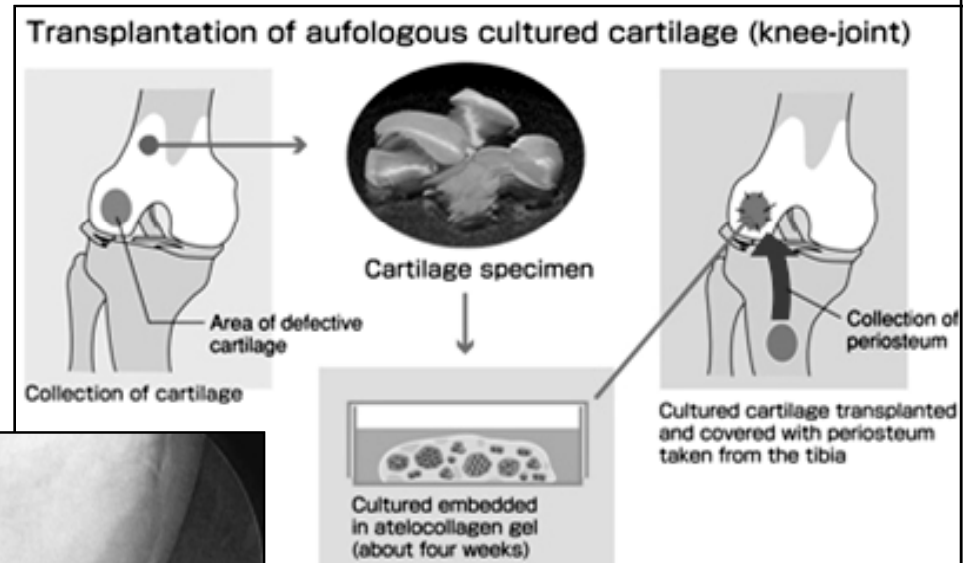 Transplantation of aufologous cultured cartilage (knee-joint)
Cartilage specimen
Area of defective
cartilage
Collection of cartilage
Cultured embedded
in atelocollagen gel
(about four weeks)
Collection of
periosteum
Cultured cartilage transplanted
and covered with periosteum
taken from the tibia